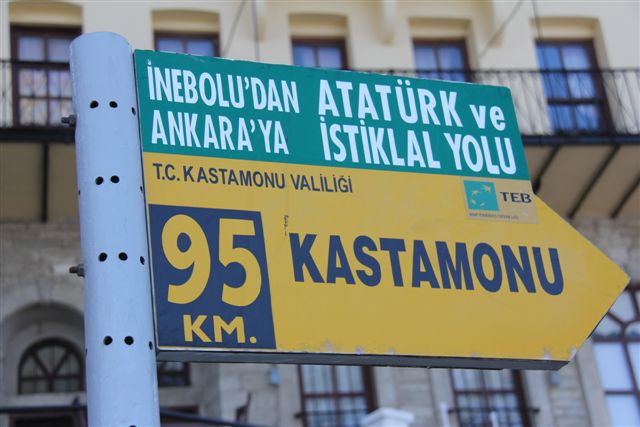 İNEBOLU'DAN
ANKARA'YA
ATATÜRK ve
İSTİKLAL YOLU
T.C. KASTAMONU VALİLİĞİ
TEB
95
KM.
KASTAMONU